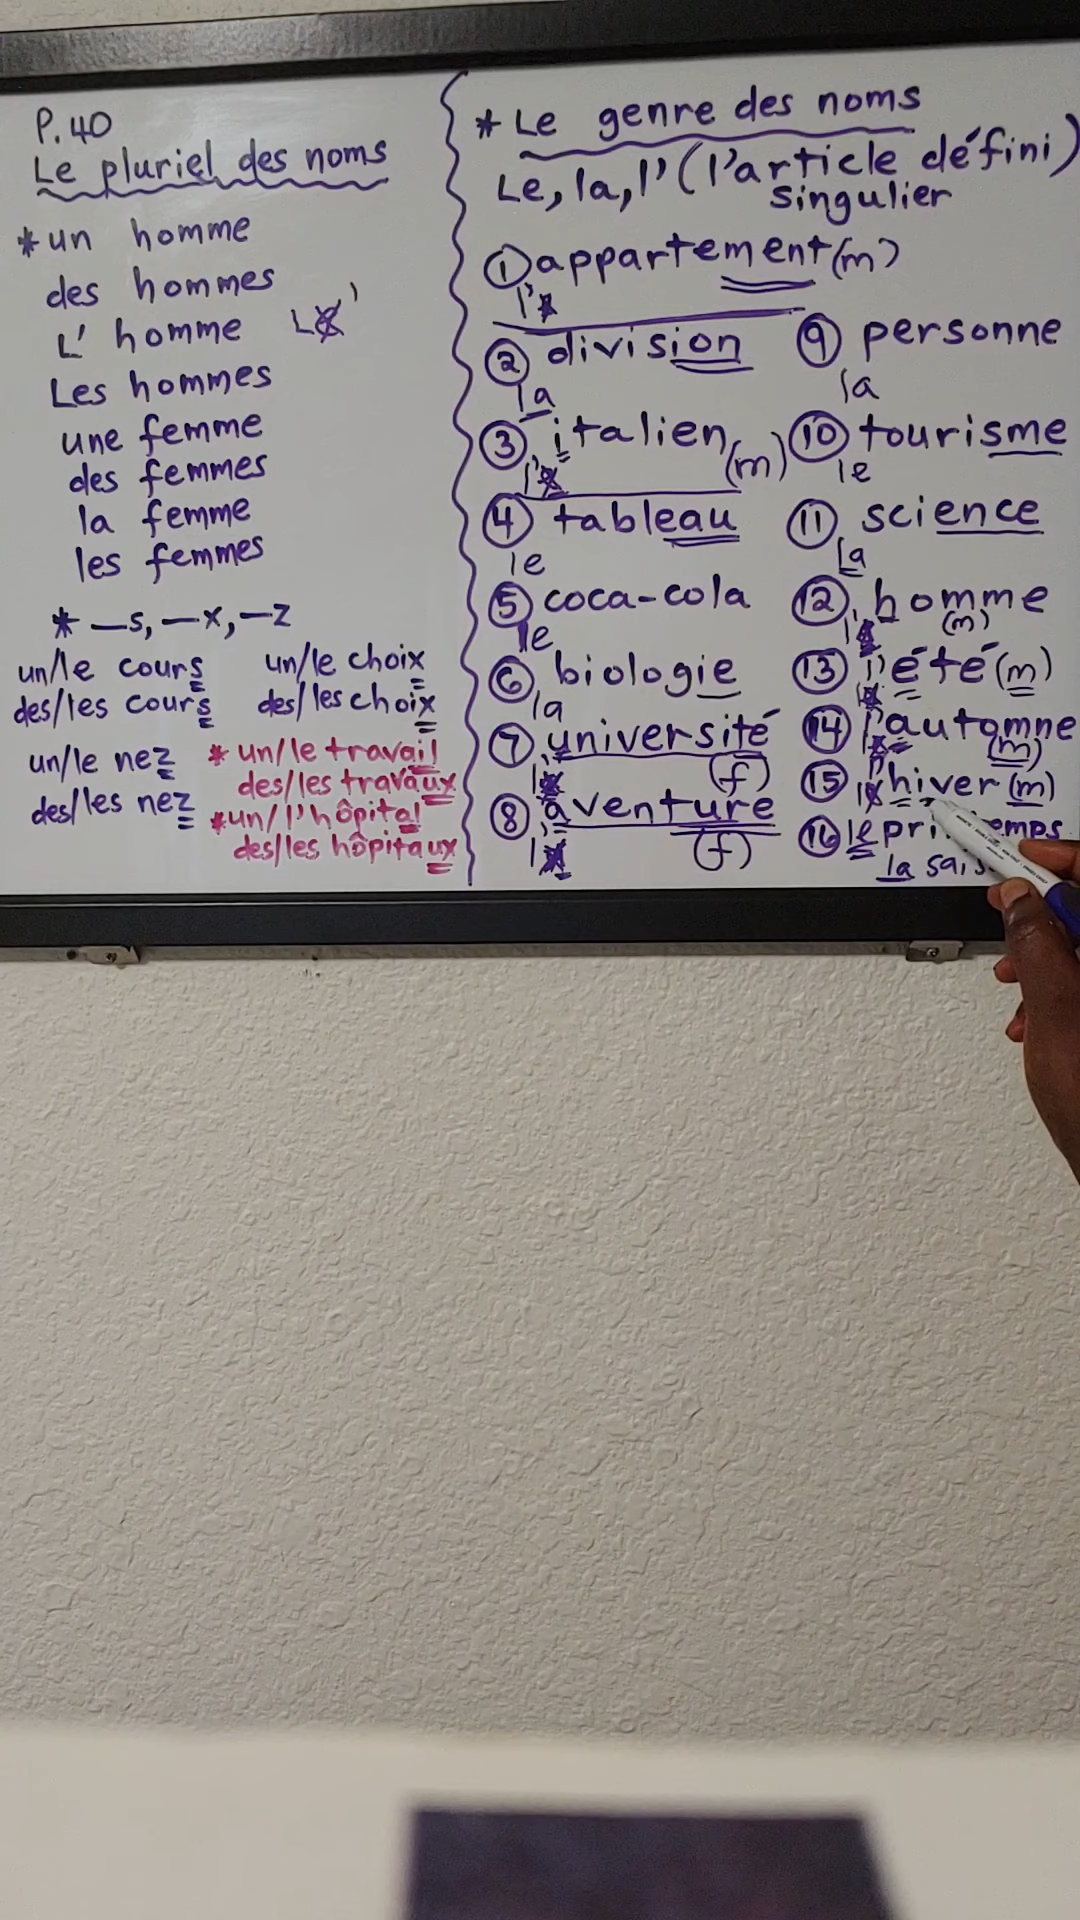 P.40
Le pluriel des noms
* un homme
des hommes
L' homme Le '
Les hommes
une femme
des femmes
la femme
les femmes
* —s, —x, —z
un/le cours un/le choix
des/les cours des/les choix
un/le nez
des/les nez
* un/le travail
des/les travaux
* un/l'hôpital
des/les hôpitaux
* Le genre des noms
Le, la, l' (l'article défini)
singulier
① appartement (m)
l'
② division
la
③ italien (m)
l'
④ tableau
le
⑤ coca-cola
le
⑥ biologie
la
⑦ université (f)
l'
⑧ aventure (f)
l'
⑨ personne
la
⑩ tourisme
le
⑪ science
la
⑫ homme (m)
l'
⑬ l'été (m)
⑭ l'automne (m)
⑮ l'hiver (m)
⑯ le pri emps
la sais